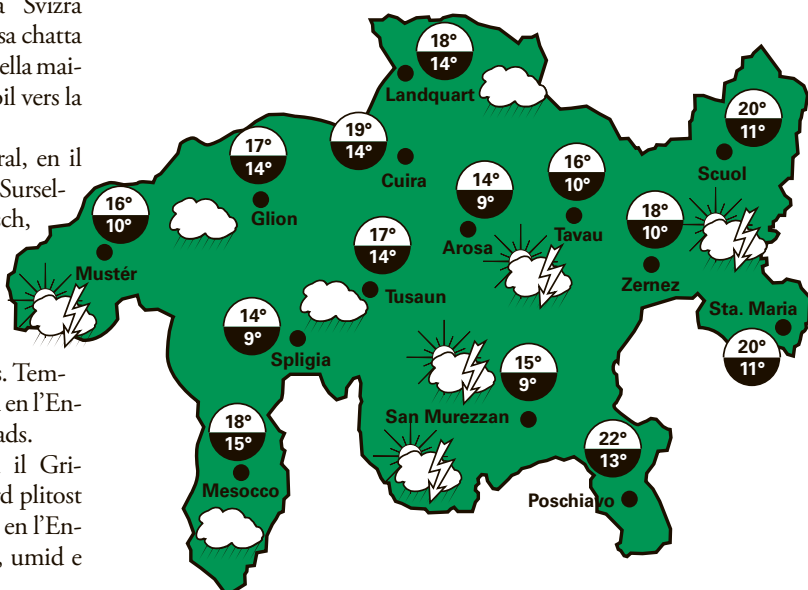 a Svizra
sa chatta
ella mai-
oil vers la
ral, en il
Sursel-
sch,
s. Tem-
en l'En-
ads.
il Gri-
rd plitost
en l'En-
, umid e
18°
14°
Landquart
19°
14°
Cuira
17°
14°
Glion
16°
10°
Mustér
14°
9°
Arosa
16°
10°
Tavau
20°
11°
Scuol
18°
10°
Zernez
17°
14°
Tusaun
14°
9°
Spligia
Sta. Maria
20°
11°
15°
9°
San Murezzan
18°
15°
Mesocco
22°
13°
Poschiavo